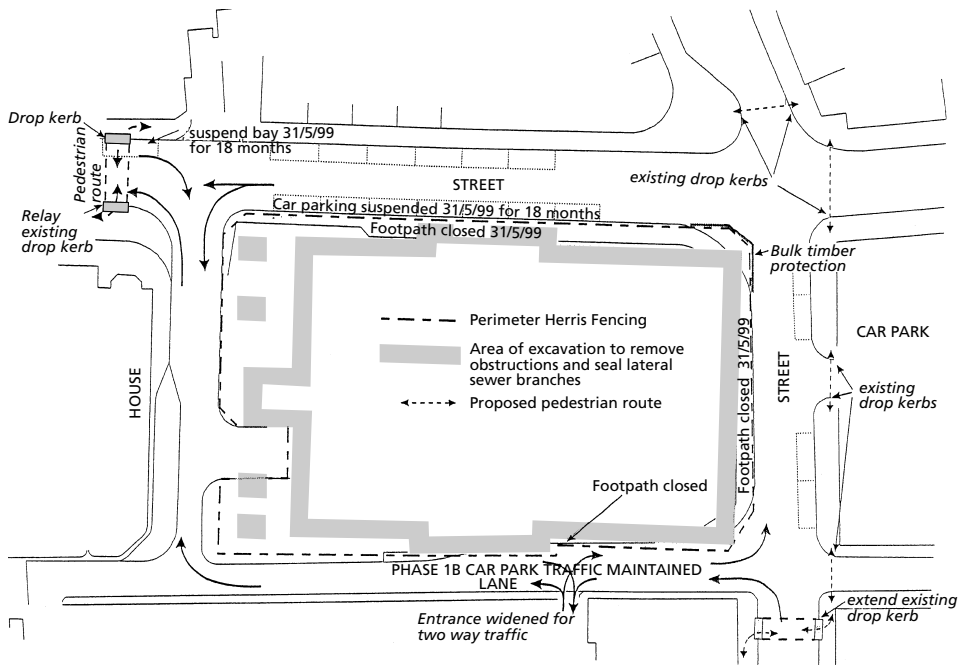 Drop kerb
Pedestrian
route
suspend bay 31/5/99
for 18 months
existing drop kerbs
STREET
Car parking suspended 31/5/99 for 18 months
Footpath closed 31/5/99
Relay
existing
drop kerb
Bulk timber
protection
Perimeter Herris Fencing
Area of excavation to remove
obstructions and seal lateral
sewer branches
Proposed pedestrian route
HOUSE
Footpath closed 31/5/99
STREET
CAR PARK
existing
drop kerbs
Footpath closed
PHASE 1B CAR PARK TRAFFIC MAINTAINED
LANE
Entrance widened for
two way traffic
extend existing
drop kerb